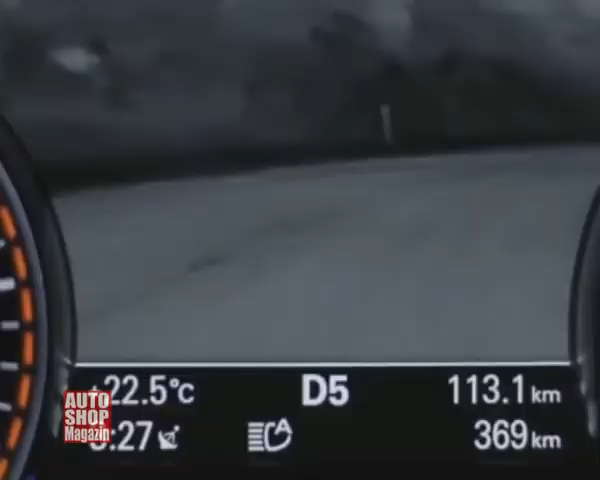 +22.5°C D5 113.1 km
:27 369 km
AUTO
SHOP
Magazin